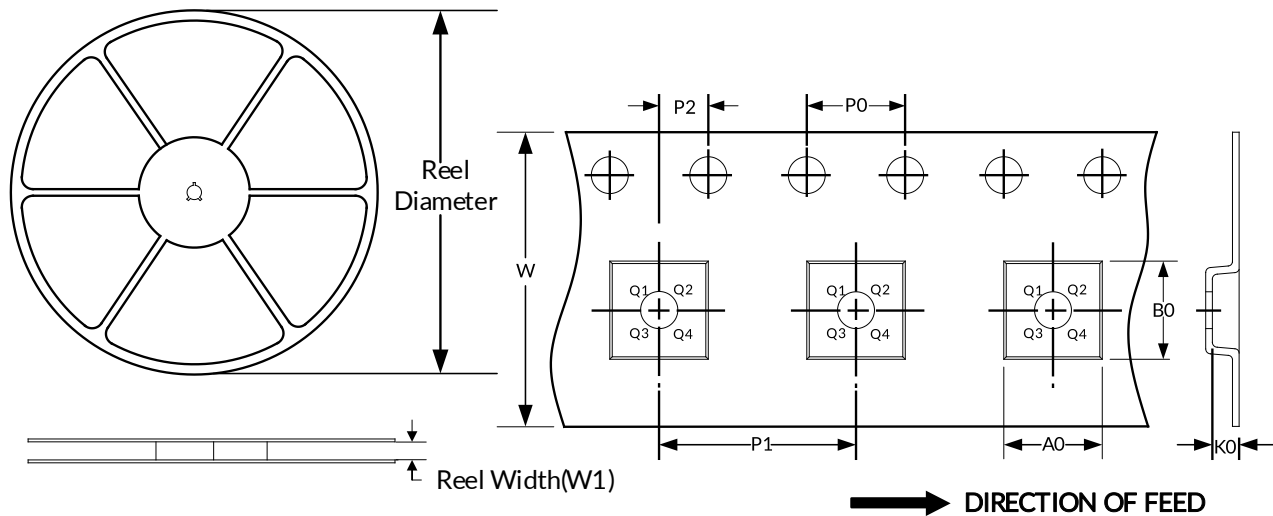 Reel
Diameter
P2
P0
W
Q1 Q2
Q3 Q4
Q1 Q2
Q3 Q4
Q1 Q2
Q3 Q4
B0
P1
A0
K0
Reel Width(W1)
DIRECTION OF FEED